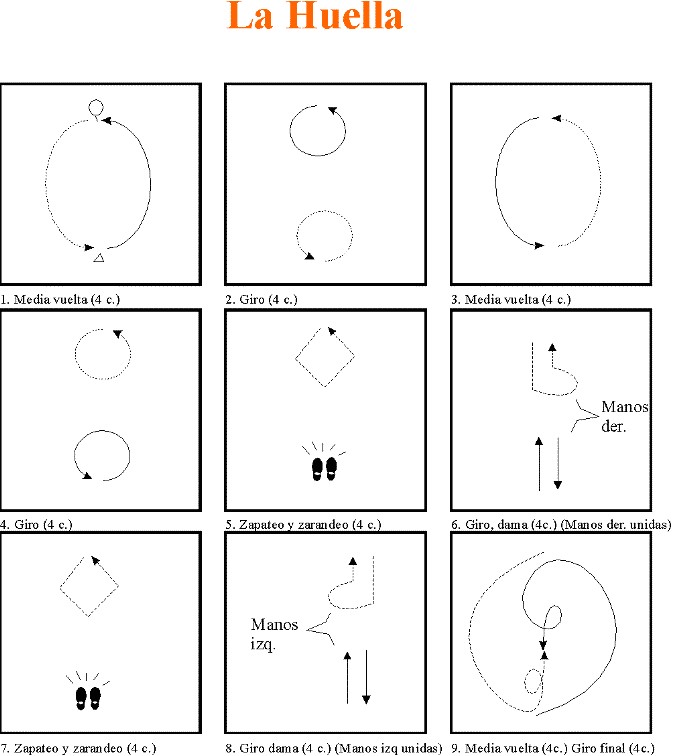 La Huella
1. Media vuelta (4 c.)
2. Giro (4 c.)
3. Media vuelta (4 c.)
4. Giro (4 c.)
5. Zapateo y zarandeo (4 c.)
Manos
der.
6. Giro, dama (4c.) (Manos der. unidas)
7. Zapateo y zarandeo (4 c.)
Manos
izq.
8. Giro dama (4 c.) (Manos izq unidas)
9. Media vuelta (4c.) Giro final (4c.)